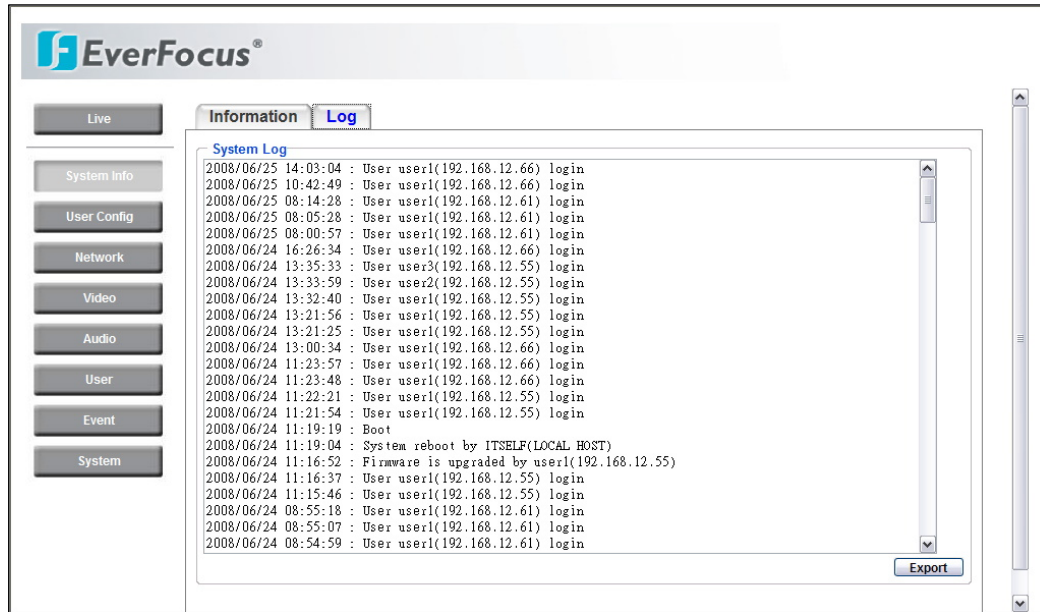 EverFocus®
Live
System Info
User Config
Network
Video
Audio
User
Event
System
Information Log
System Log
2008/06/25 14:03:04 : User user1(192.168.12.66) login
2008/06/25 10:42:49 : User user1(192.168.12.66) login
2008/06/25 08:14:28 : User user1(192.168.12.61) login
2008/06/25 08:05:28 : User user1(192.168.12.61) login
2008/06/25 08:00:57 : User user1(192.168.12.61) login
2008/06/24 16:26:34 : User user1(192.168.12.66) login
2008/06/24 13:35:33 : User user3(192.168.12.55) login
2008/06/24 13:33:59 : User user2(192.168.12.55) login
2008/06/24 13:32:40 : User user1(192.168.12.55) login
2008/06/24 13:21:56 : User user1(192.168.12.55) login
2008/06/24 13:21:25 : User user1(192.168.12.55) login
2008/06/24 13:00:34 : User user1(192.168.12.66) login
2008/06/24 11:23:57 : User user1(192.168.12.66) login
2008/06/24 11:23:48 : User user1(192.168.12.66) login
2008/06/24 11:22:21 : User user1(192.168.12.55) login
2008/06/24 11:21:54 : User user1(192.168.12.55) login
2008/06/24 11:19:19 : Boot
2008/06/24 11:19:04 : System reboot by ITSELF(LOCAL HOST)
2008/06/24 11:16:52 : Firmware is upgraded by user1(192.168.12.55)
2008/06/24 11:16:37 : User user1(192.168.12.55) login
2008/06/24 11:15:46 : User user1(192.168.12.55) login
2008/06/24 08:55:18 : User user1(192.168.12.61) login
2008/06/24 08:55:07 : User user1(192.168.12.61) login
2008/06/24 08:54:59 : User user1(192.168.12.61) login
Export